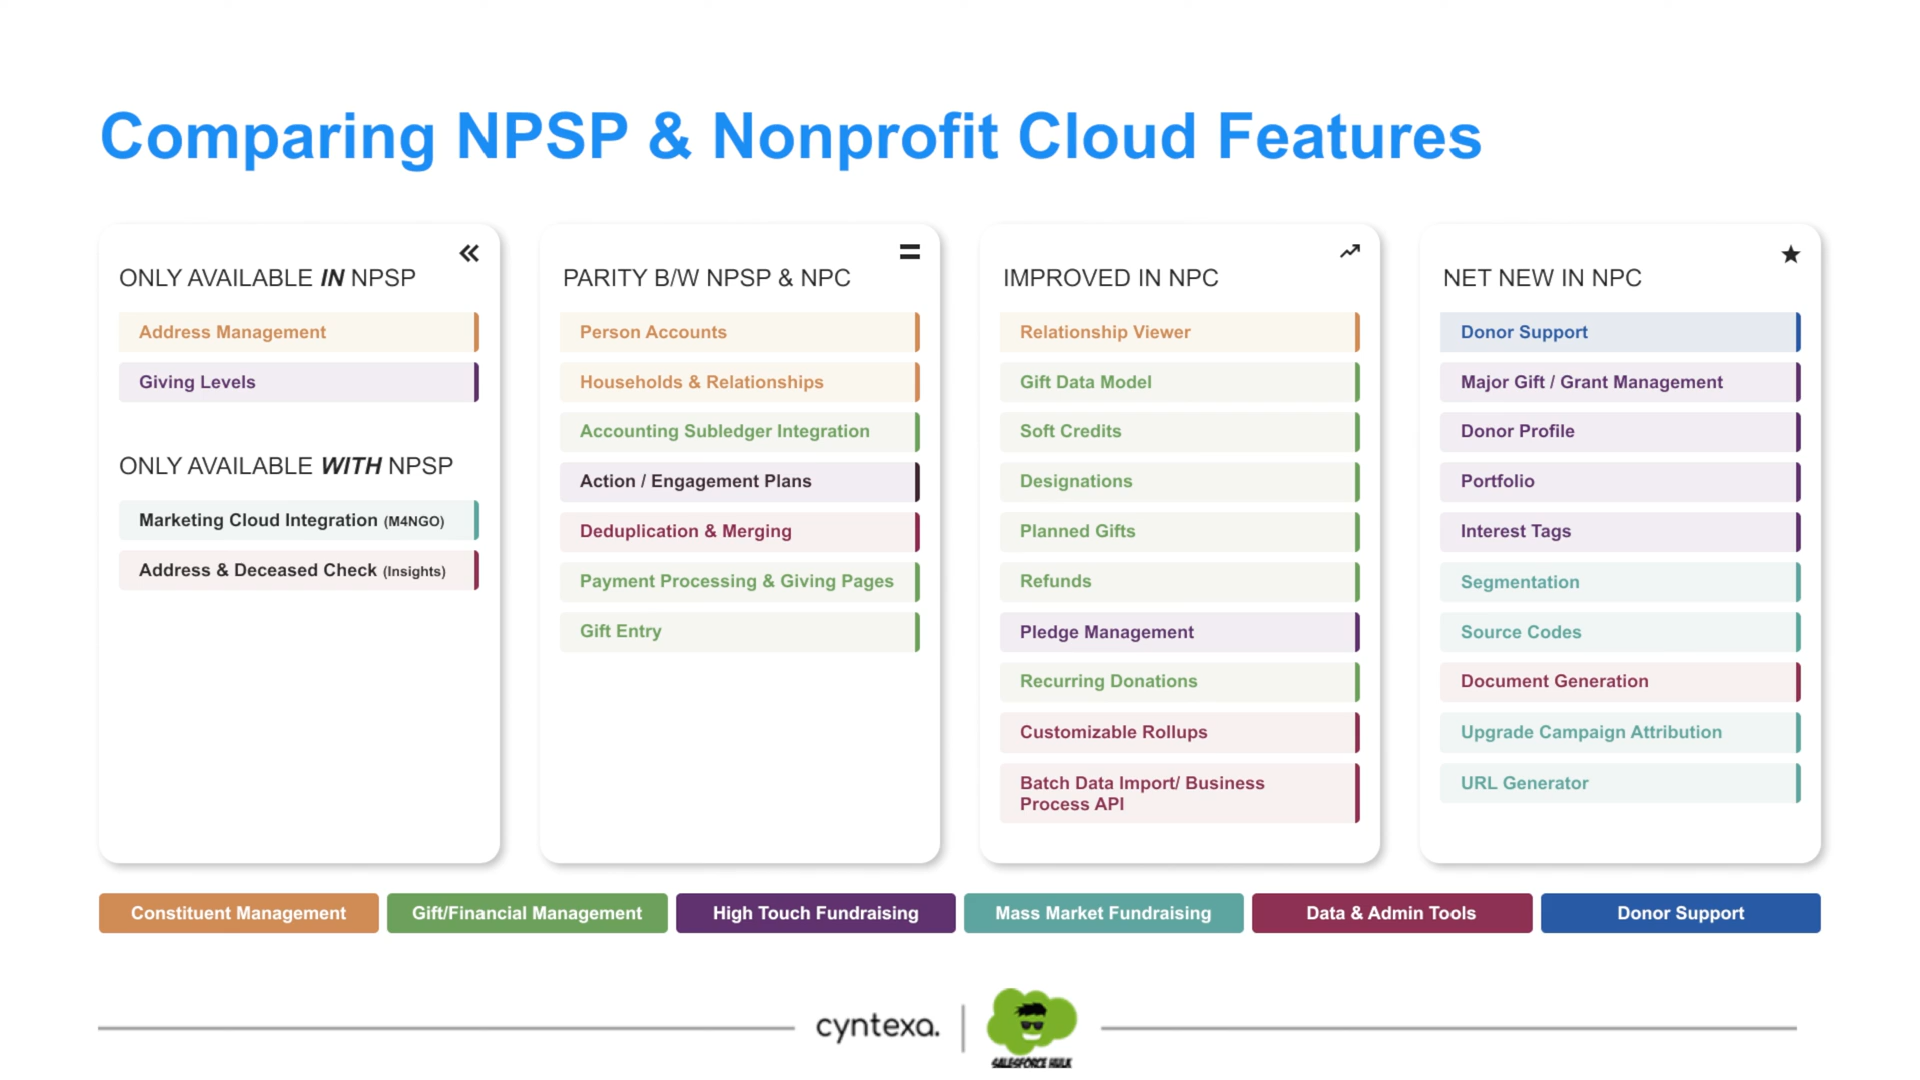 Comparing NPSP & Nonprofit Cloud Features
ONLY AVAILABLE IN NPSP
Address Management
Giving Levels
ONLY AVAILABLE WITH NPSP
Marketing Cloud Integration (M4NGO)
Address & Deceased Check (Insights)
PARITY B/W NPSP & NPC
Person Accounts
Households & Relationships
Accounting Subledger Integration
Action / Engagement Plans
Deduplication & Merging
Payment Processing & Giving Pages
Gift Entry
IMPROVED IN NPC
Relationship Viewer
Gift Data Model
Soft Credits
Designations
Planned Gifts
Refunds
Pledge Management
Recurring Donations
Customizable Rollups
Batch Data Import/ Business
Process API
NET NEW IN NPC
Donor Support
Major Gift / Grant Management
Donor Profile
Portfolio
Interest Tags
Segmentation
Source Codes
Document Generation
Upgrade Campaign Attribution
URL Generator
Constituent Management
Gift/Financial Management
High Touch Fundraising
Mass Market Fundraising
Data & Admin Tools
Donor Support
cyntexa.
SALESFORCE HULK